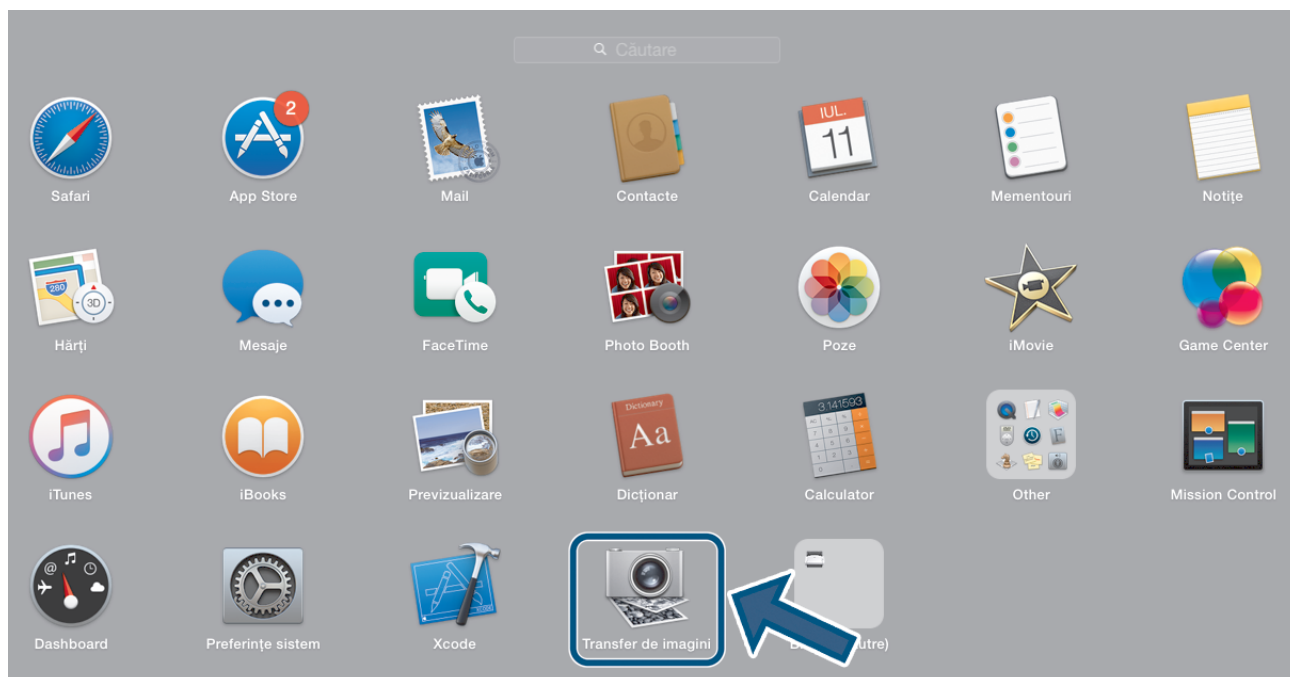 Căutare
2
IUL.
11
Safari
App Store
Mail
Contacte
Calendar
Mementouri
Notițe
280
3D
Hărți
Mesaje
FaceTime
Photo Booth
Poze
iMovie
Game Center
Dictionary
Aa
3,141593
iTunes
iBooks
Previzualizare
Dicționar
Calculator
Other
Mission Control
Dashboard
Preferințe sistem
Xcode
Transfer de imagini